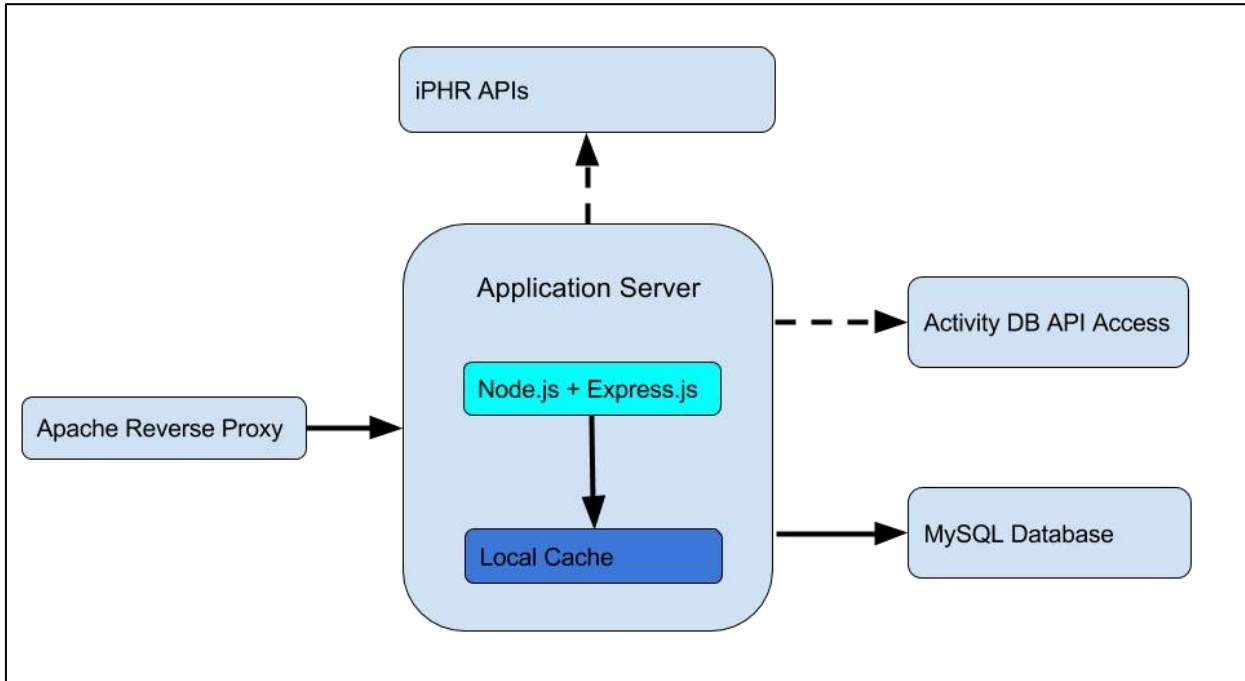 iPHR APIs
Application Server
Activity DB API Access
Node.js + Express.js
Apache Reverse Proxy
MySQL Database
Local Cache